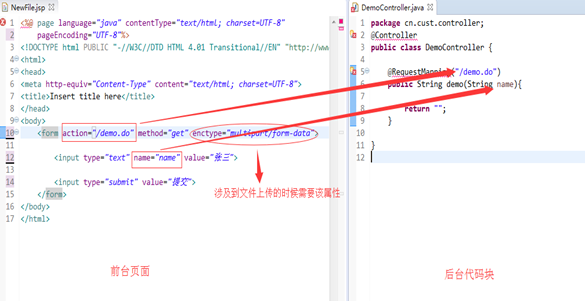 NewFile.jsp
1 <%@ page language="java" contentType="text/html; charset=UTF-8"
2 pageEncoding="UTF-8"%>
3 <!DOCTYPE html PUBLIC "-//W3C//DTD HTML 4.01 Transitional//EN" "http://www
4 <html>
5 <head>
6 <meta http-equiv="Content-Type" content="text/html; charset=UTF-8">
7 <title>Insert title here</title>
8 </head>
9 <body>
10 <form action="/demo.do" method="get" enctype="multipart/form-data">
11
12 <input type="text" name="name" value="张三">
13
14 <input type="submit" value="提交">
15 </form>
16 </body>
17 </html>
涉及到文件上传的时候需要该属性
前台页面
DemoController.java
1 package cn.cust.controller;
2 @Controller
3 public class DemoController {
4
5 @RequestMapping("/demo.do")
6 public String demo(String name){
7
8 return "";
9 }
10
11 }
12
后台代码块